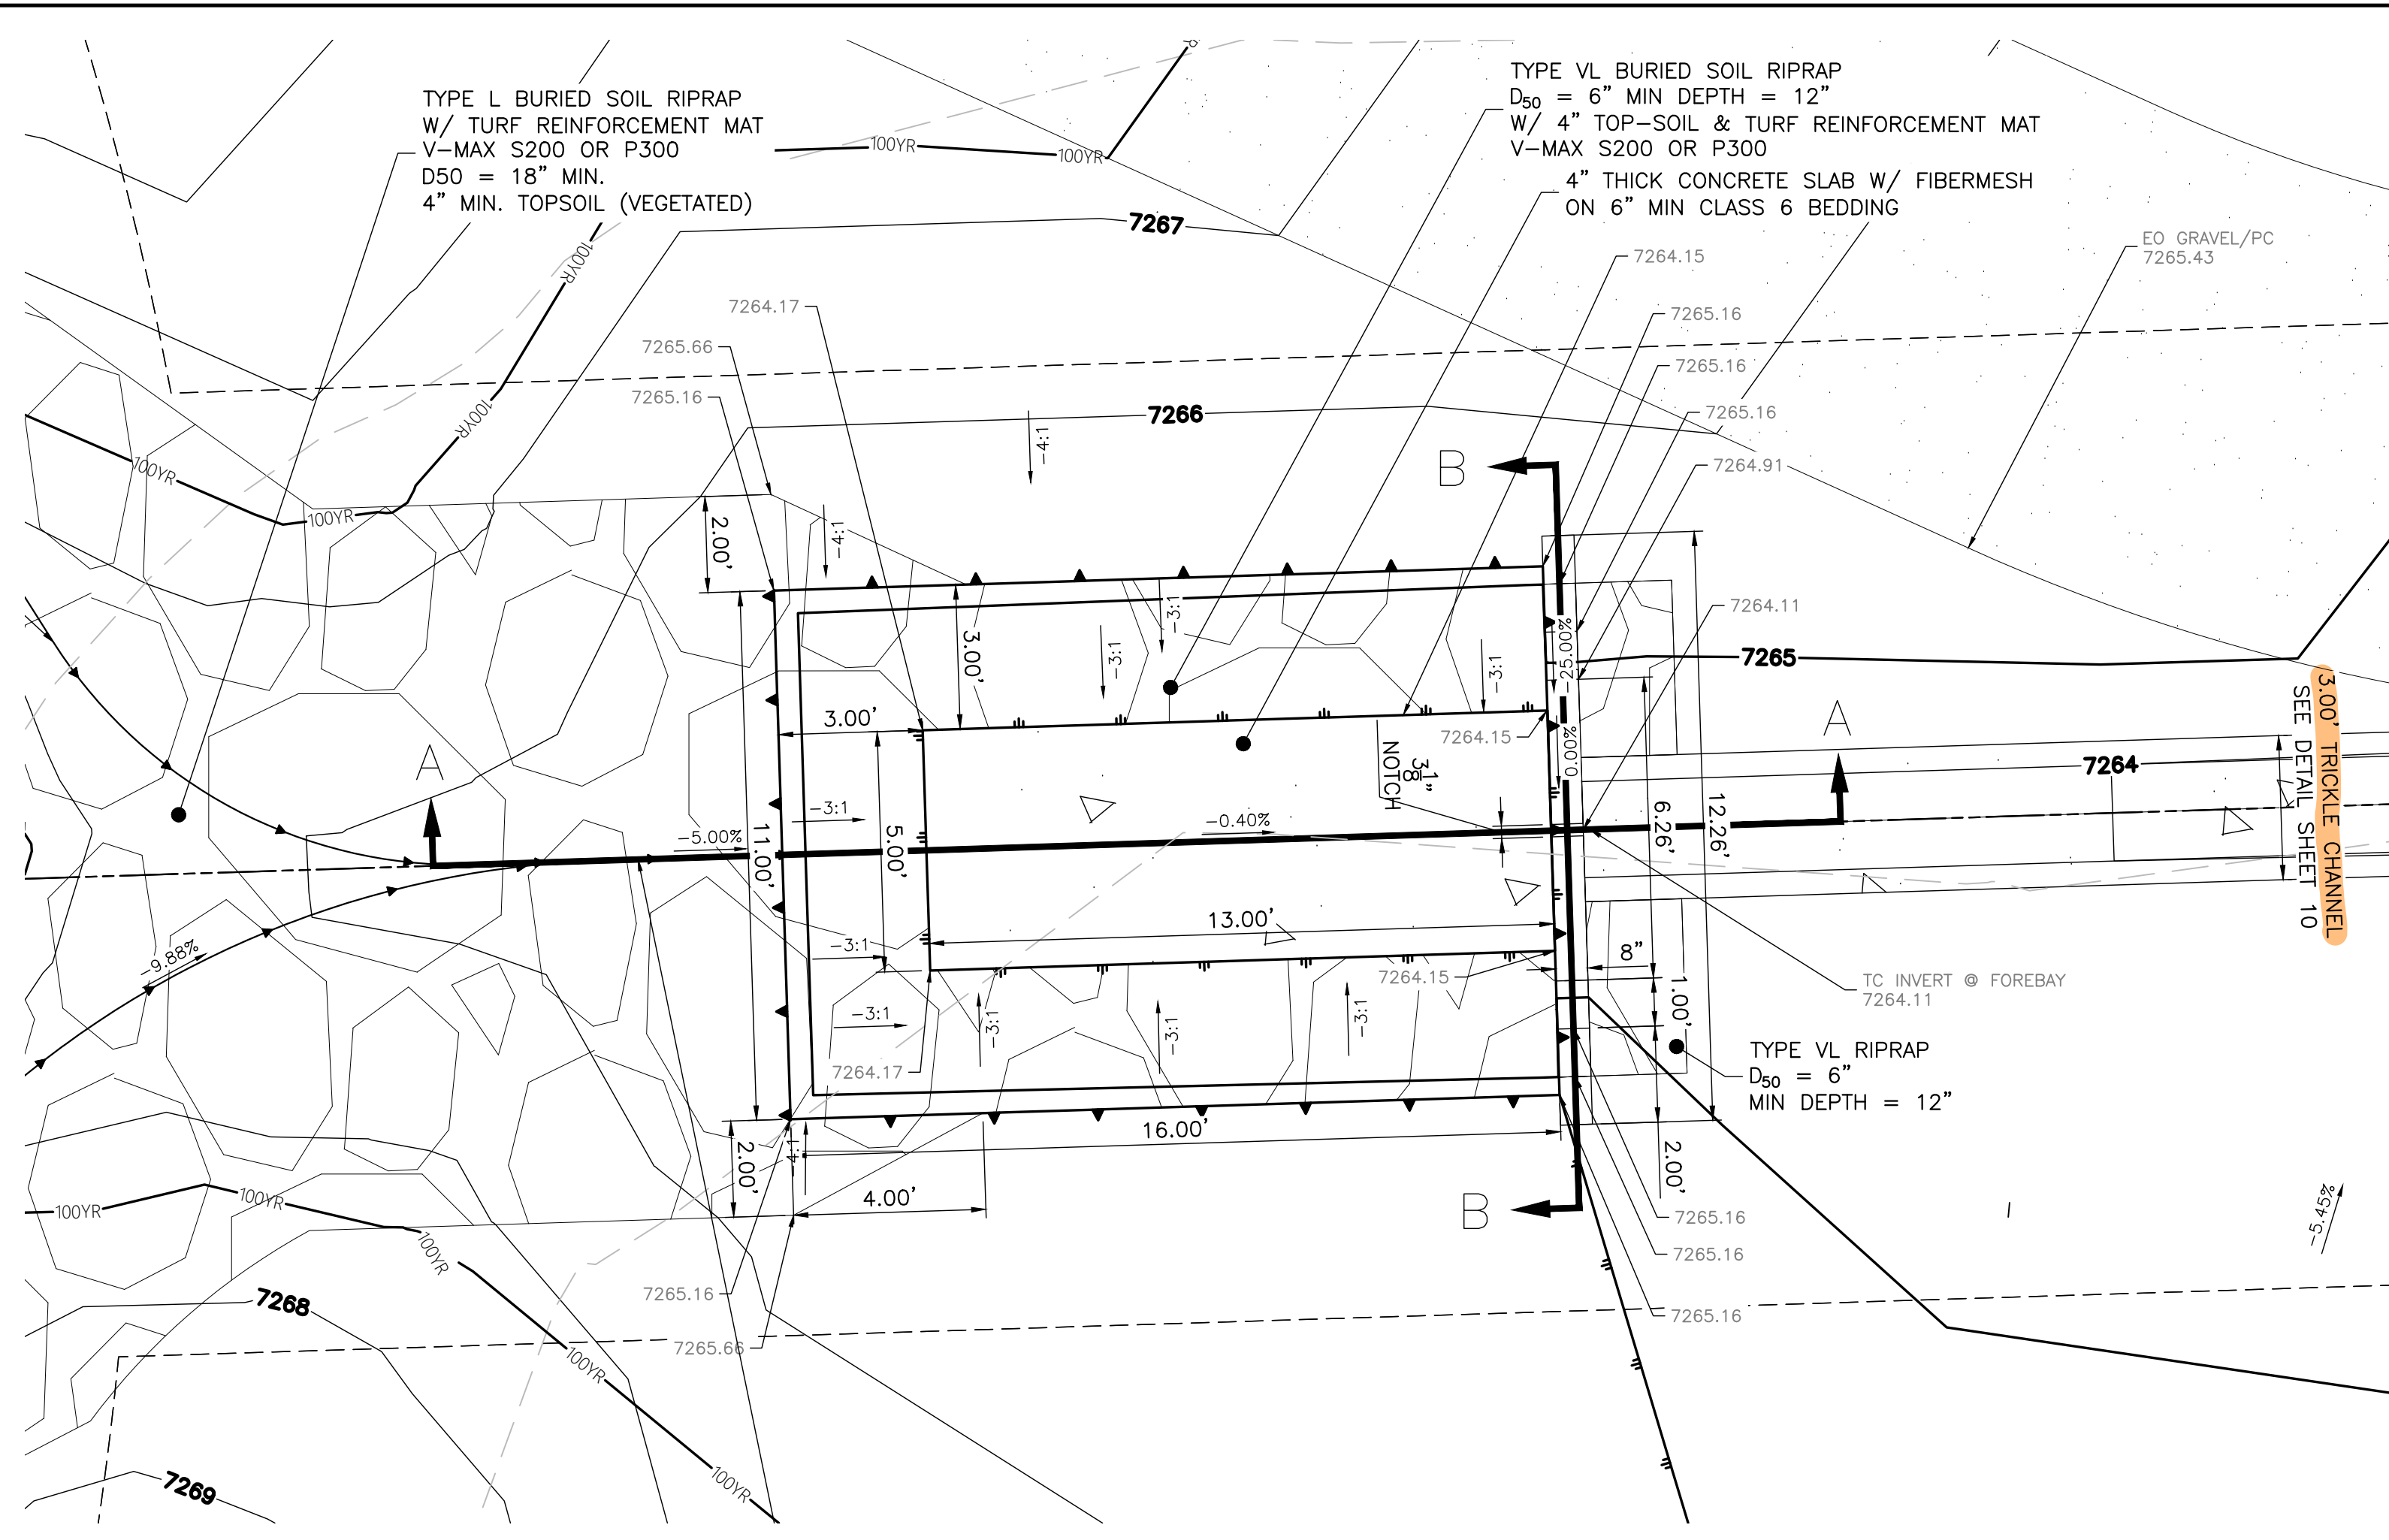 TYPE L BURIED SOIL RIPRAP
W/ TURF REINFORCEMENT MAT
V-MAX S200 OR P300
D50 = 18" MIN.
4" MIN. TOPSOIL (VEGETATED)
TYPE VL BURIED SOIL RIPRAP
D50 = 6" MIN DEPTH = 12"
W/ 4" TOP-SOIL & TURF REINFORCEMENT MAT
V-MAX S200 OR P300
4" THICK CONCRETE SLAB W/ FIBERMESH
ON 6" MIN CLASS 6 BEDDING
100YR
100YR
7267
EO GRAVEL/PC
7265.43
7264.15
100YR
7264.17
7265.16
7265.66
7265.16
7265.16
7265.16
100YR
7266
-4:1
7264.91
B
100YR
100YR
2.00'
-4:1
-3:1
7264.11
3.00'
-3:1
-3:1
-25.00%
7265
3.00'
7264.15
0.00%
3 1/8"
NOTCH
A
A
7264
3.00' TRICKLE CHANNEL
SEE DETAIL SHEET 10
-3:1
-5.00%
-0.40%
11.00'
5.00'
6.26'
12.26'
13.00'
-9.88%
-3:1
7264.15
8"
TC INVERT @ FOREBAY
7264.11
1.00'
-3:1
-3:1
-3:1
-3:1
7264.17
TYPE VL RIPRAP
D50 = 6"
MIN DEPTH = 12"
16.00'
-4:1
2.00'
2.00'
4.00'
100YR
100YR
100YR
B
7265.16
-5.45%
7265.16
7265.16
7268
7265.16
7265.66
100YR
7269
100YR